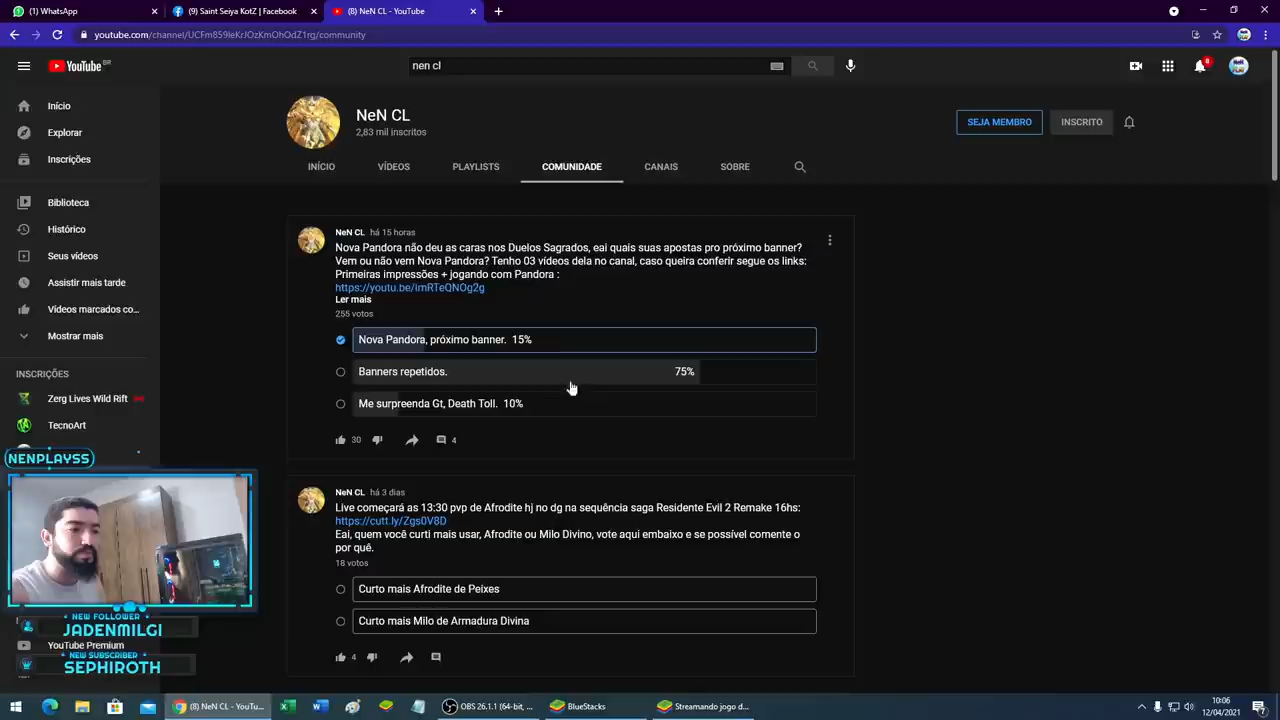 (1) WhatsApp
(9) Saint Seiya KotZ | Facebook
(8) NeN CL - YouTube
youtube.com/channel/UCFm859leKrJOzKmOhOdZ1rg/community
YouTube BR
nen cl
8
Início
Explorar
Inscrições
Biblioteca
Histórico
Seus vídeos
Assistir mais tarde
Vídeos marcados co...
Mostrar mais
INSCRIÇÕES
Zerg Lives Wild Rift
TecnoArt
YouTube Premium
NeN CL
2,83 mil inscritos
SEJA MEMBRO
INSCRITO
INÍCIO
VÍDEOS
PLAYLISTS
COMUNIDADE
CANAIS
SOBRE
NeN CL há 15 horas
Nova Pandora não deu as caras nos Duelos Sagrados, eai quais suas apostas pro próximo banner?
Vem ou não vem Nova Pandora? Tenho 03 vídeos dela no canal, caso queira conferir segue os links:
Primeiras impressões + jogando com Pandora :
https://youtu.be/imRTeQNOg2g
Ler mais
255 votos
Nova Pandora, próximo banner. 15%
Banners repetidos. 75%
Me surpreenda Gt, Death Toll. 10%
30
4
NeN CL há 3 dias
Live começará as 13:30 pvp de Afrodite hj no dg na sequência saga Resident Evil 2 Remake 16hs:
https://cutt.ly/Zgs0V8D
Eai, quem você curti mais usar, Afrodite ou Milo Divino, vote aqui embaixo e se possível comente o
por quê.
18 votos
Curto mais Afrodite de Peixes
Curto mais Milo de Armadura Divina
4
NENPLAYSS
NEW FOLLOWER
JADENMILGI
NEW SUBSCRIBER
SEPHIROTH
(8) NeN CL - YouTu...
OBS 26.1.1 (64-bit, ...
BlueStacks
Streamando jogo d...
10:06
12/04/2021